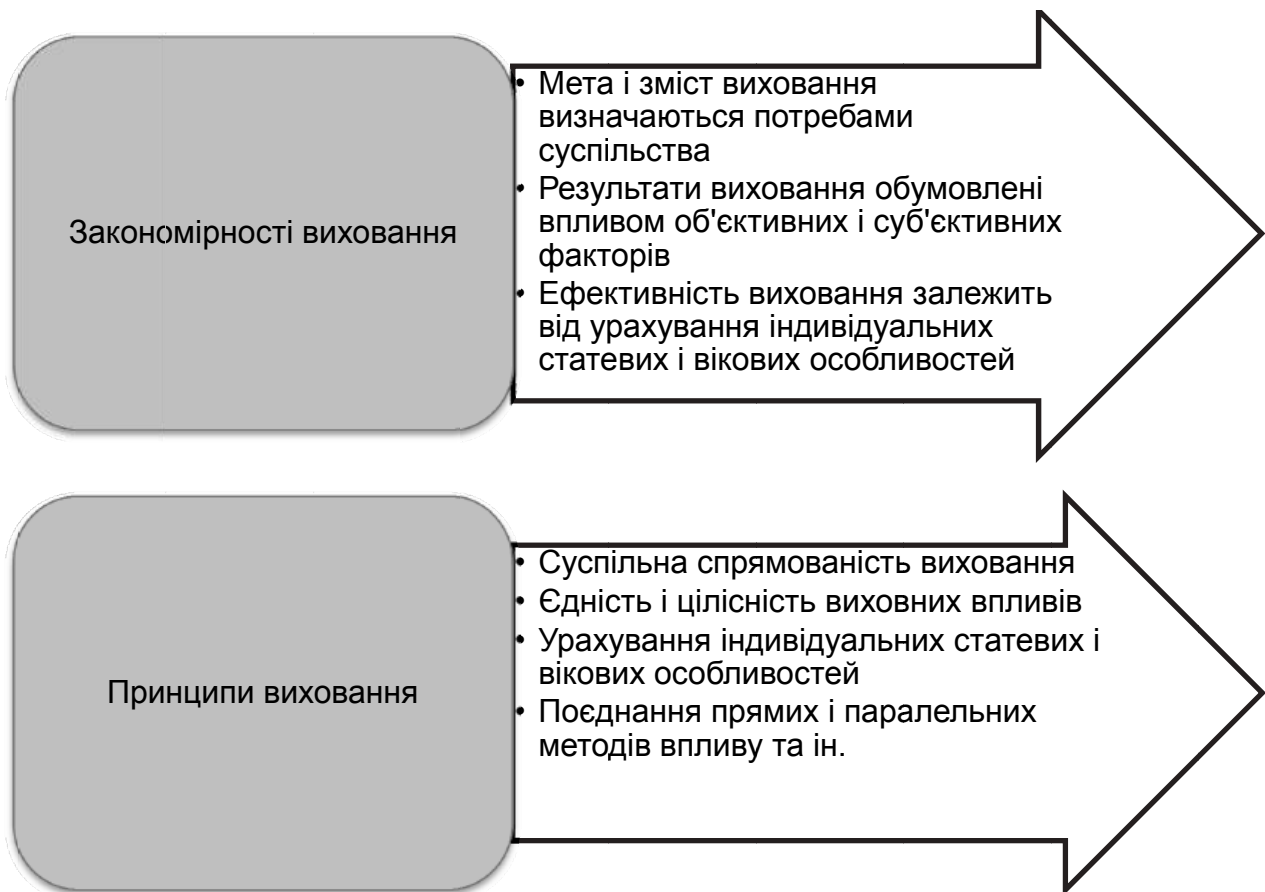 Закономірності виховання
• Мета і зміст виховання
визначаються потребами
суспільства
• Результати виховання обумовлені
впливом об'єктивних і суб'єктивних
факторів
• Ефективність виховання залежить
від урахування індивідуальних
статевих і вікових особливостей
Принципи виховання
• Суспільна спрямованість виховання
• Єдність і цілісність виховних впливів
• Урахування індивідуальних статевих і
вікових особливостей
• Поєднання прямих і паралельних
методів впливу та ін.